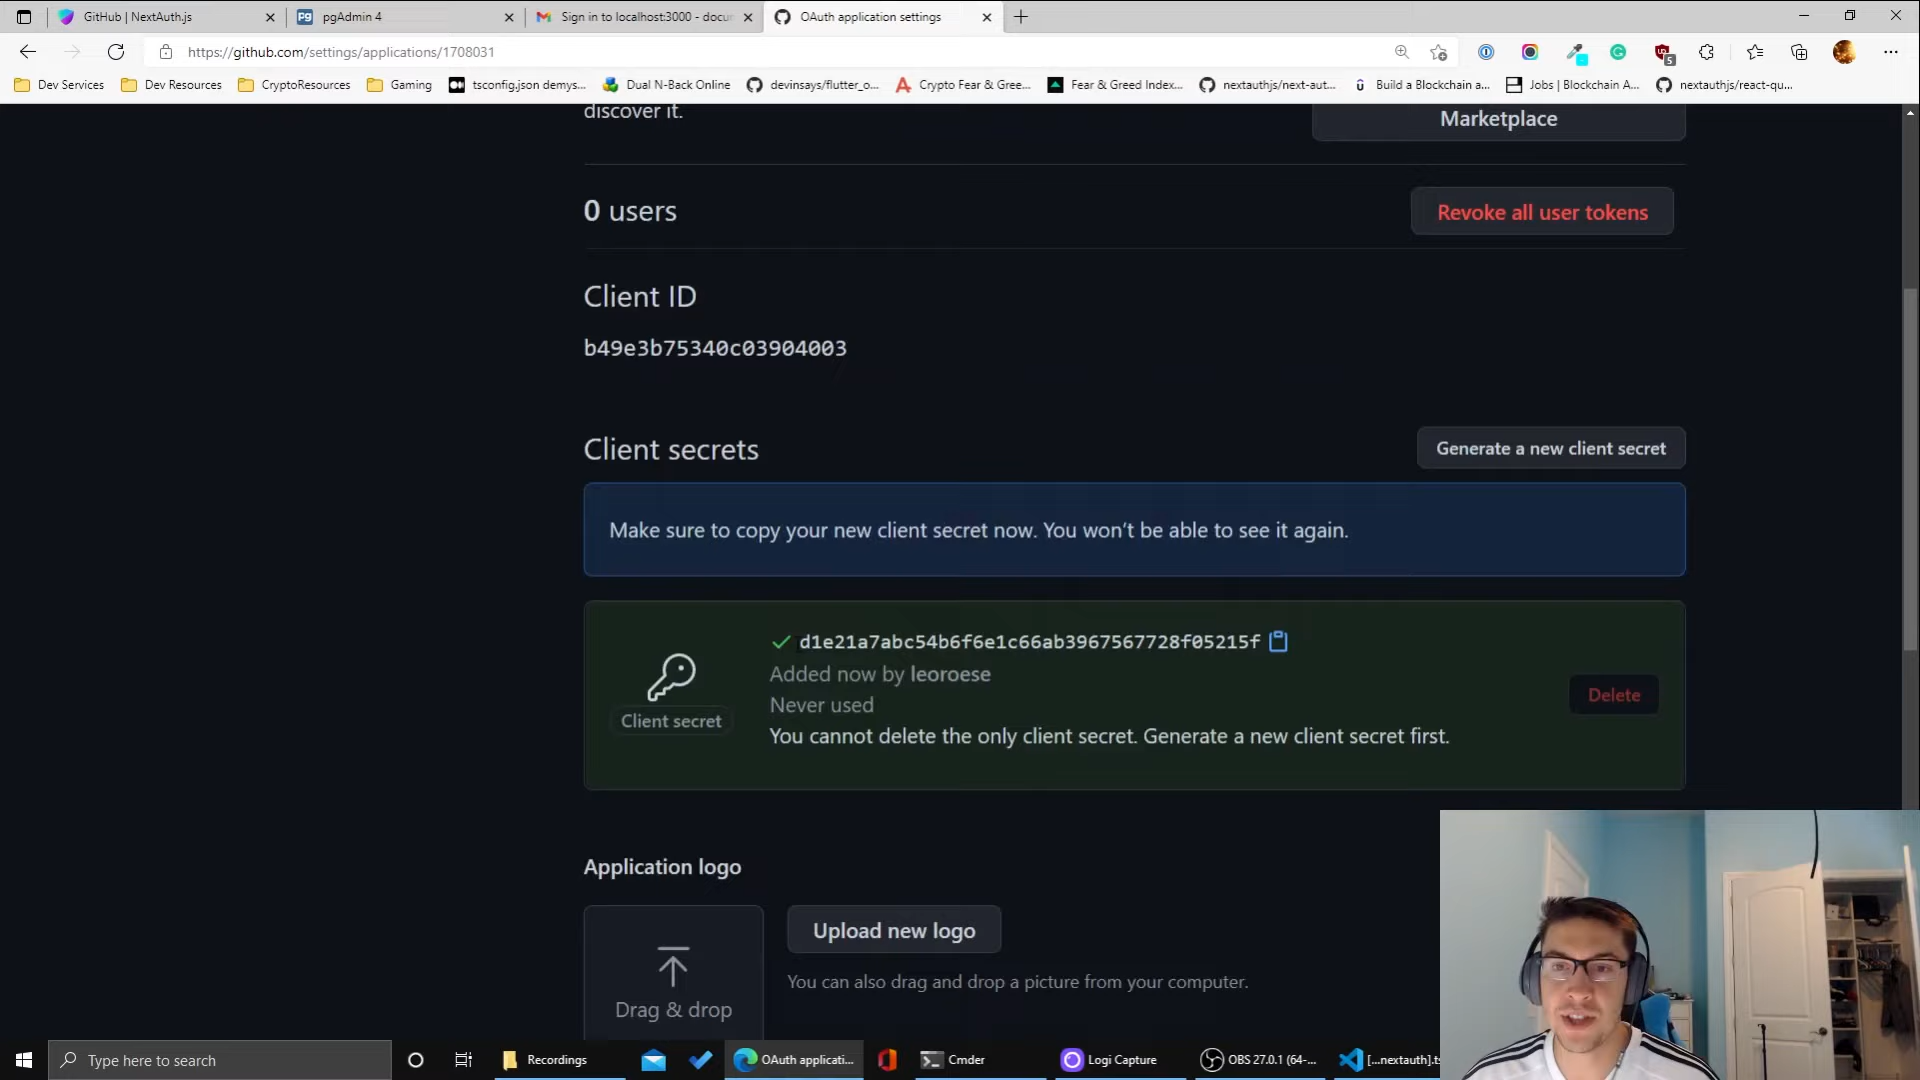 GitHub | NextAuth.js
pgAdmin 4
Sign in to localhost:3000 - docu
OAuth application settings
https://github.com/settings/applications/1708031
5
Dev Services
Dev Resources
CryptoResources
Gaming
tsconfig.json demys...
Dual N-Back Online
devinsays/flutter_o...
Crypto Fear & Gree...
Fear & Greed Index...
nextauthjs/next-aut...
Build a Blockchain a...
Jobs | Blockchain A...
nextauthjs/react-qu...
discover it.
Marketplace
0 users
Revoke all user tokens
Client ID
b49e3b75340c03904003
Client secrets
Generate a new client secret
Make sure to copy your new client secret now. You won't be able to see it again.
d1e21a7abc54b6f6e1c66ab3967567728f05215f
Added now by leoroese
Never used
You cannot delete the only client secret. Generate a new client secret first.
Client secret
Delete
Application logo
Upload new logo
You can also drag and drop a picture from your computer.
Drag & drop
Type here to search
Recordings
OAuth applicati...
Cmder
Logi Capture
OBS 27.0.1 (64-...
[...nextauth].ts